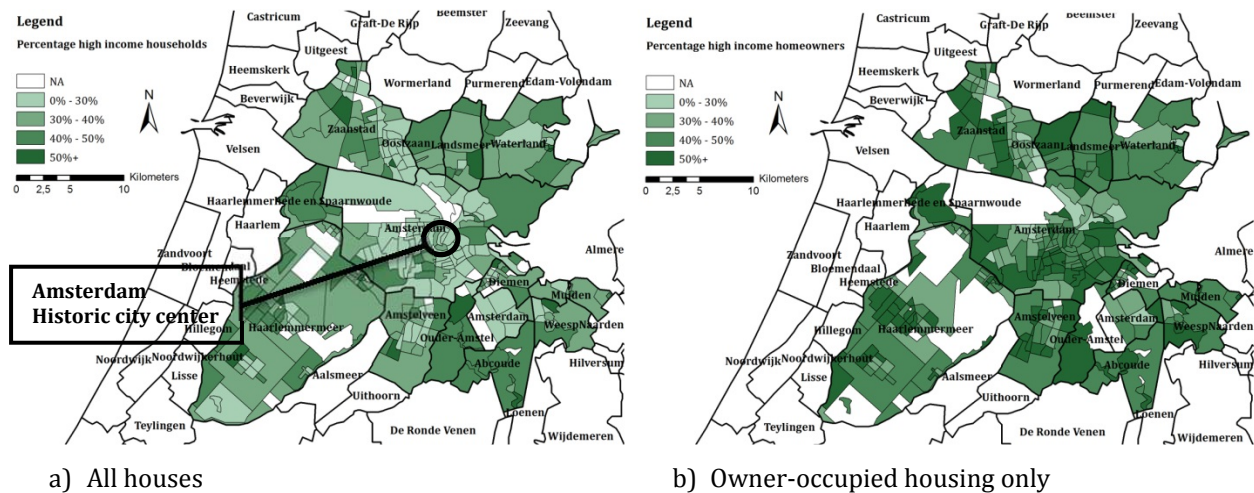 Legend
Percentage high income households
NA
0% - 30%
30% - 40%
40% - 50%
50%+
N
0 2,5 5 10 Kilometers
Castricum
Graft-De Rijp
Beemster
Zeevang
Uitgeest
Heemskerk
Wormerland
Purmerend
Edam-Volendam
Beverwijk
Zaanstad
Oostzaan
Landsmeer
Waterland
Velsen
Haarlemmerliede en Spaarnwoude
Haarlem
Amsterdam
Zandvoort
Bloemendaal
Almere
Heemstede
Diemen
Muiden
Amsterdam
Historic city center
Hillegom
Haarlemmermeer
Amstelveen
Amsterdam
Weesp
Naarden
Ouder-Amstel
Noordwijk
Noordwijkerhout
Lisse
Aalsmeer
Abcoude
Hilversum
Uithoorn
Loenen
Teylingen
De Ronde Venen
Wijdemeren
a) All houses
Legend
Percentage high income homeowners
NA
0% - 30%
30% - 40%
40% - 50%
50%+
N
0 2,5 5 10 Kilometers
Castricum
Graft-De Rijp
Beemster
Zeevang
Uitgeest
Heemskerk
Wormerland
Purmerend
Edam-Volendam
Beverwijk
Zaanstad
Oostzaan
Landsmeer
Waterland
Velsen
Haarlemmerliede en Spaarnwoude
Haarlem
Amsterdam
Zandvoort
Bloemendaal
Almere
Heemstede
Diemen
Muiden
Hillegom
Haarlemmermeer
Amstelveen
Amsterdam
Weesp
Naarden
Ouder-Amstel
Noordwijk
Noordwijkerhout
Lisse
Aalsmeer
Abcoude
Hilversum
Uithoorn
Loenen
Teylingen
De Ronde Venen
Wijdemeren
b) Owner-occupied housing only